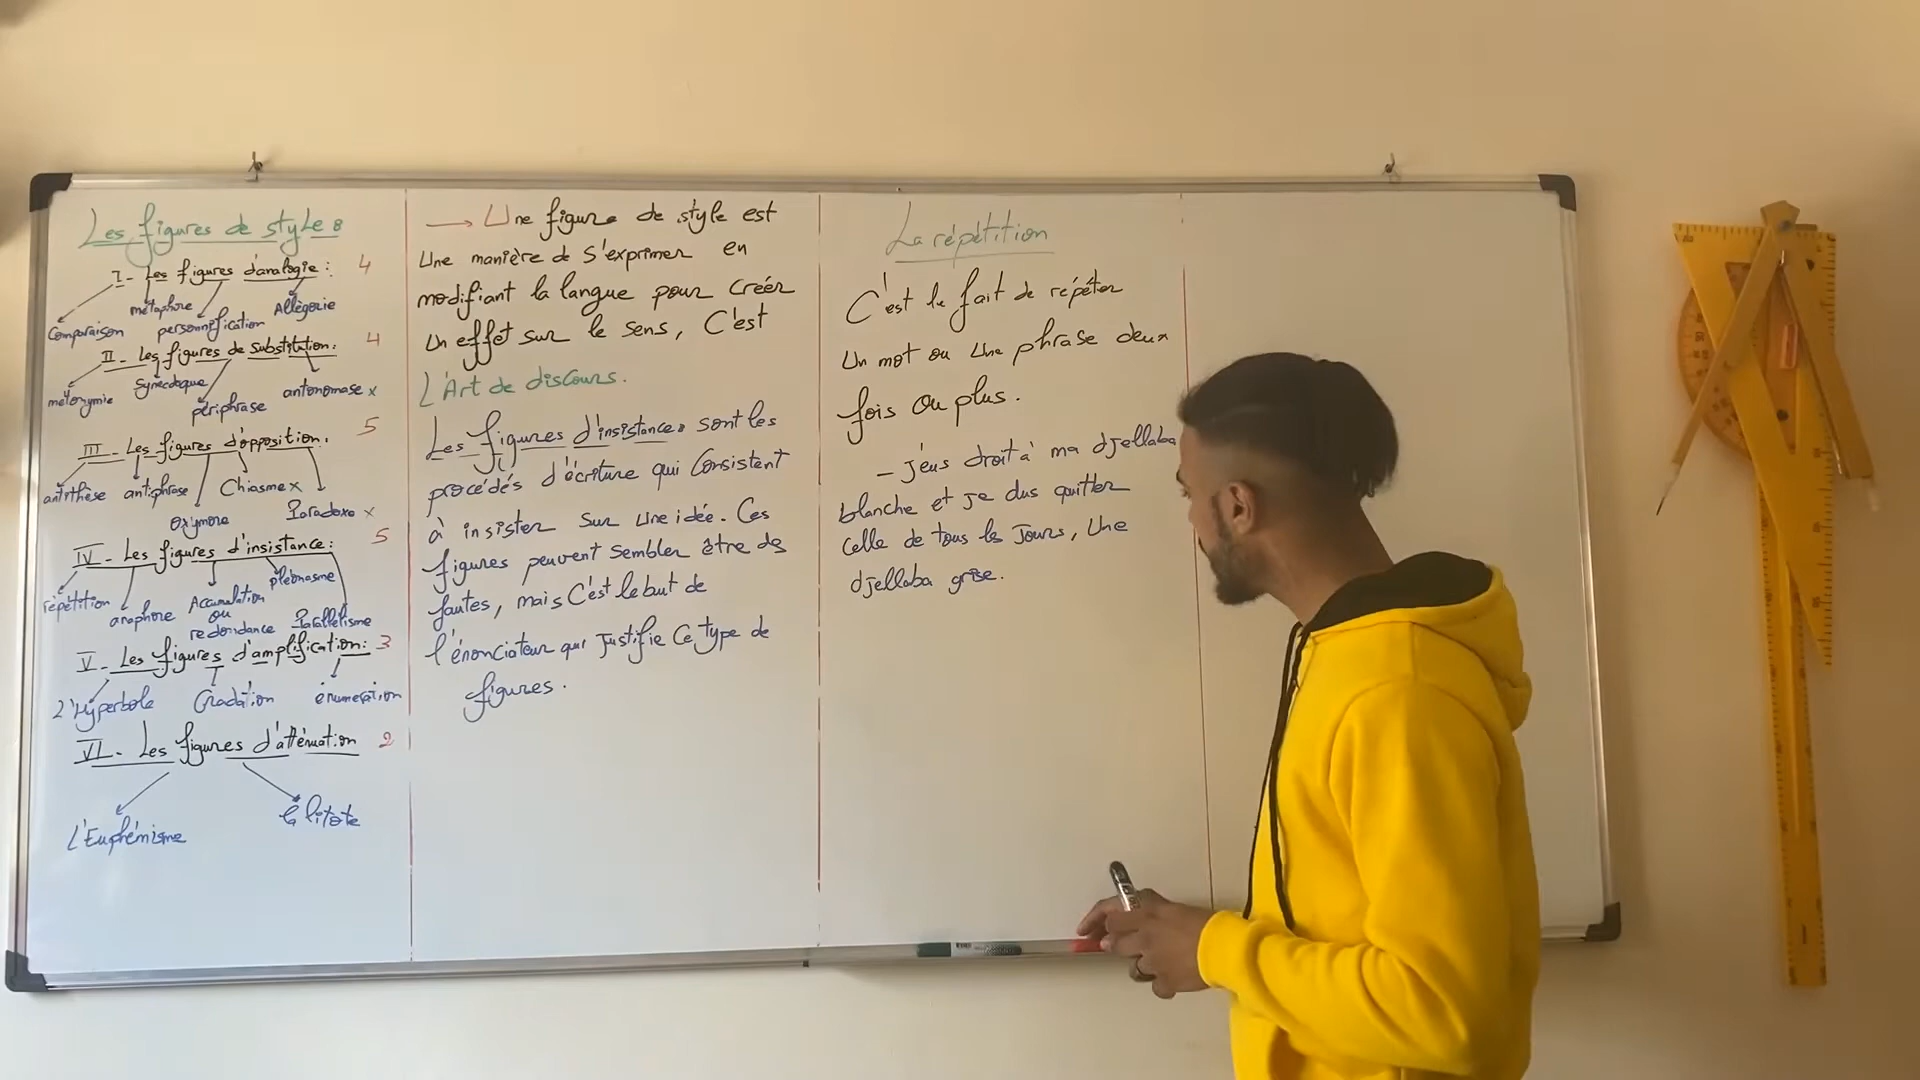 Les figures de style :
I - Les figures d'analogie : 4
Comparaison métaphore personnification Allégorie
II - Les figures de substitution : 4
métonymie Synecdoque périphrase antonomase x
III - Les figures d'opposition. 5
antithèse antiphrase Oxymore Chiasme x Paradoxe x
IV - Les figures d'insistance : 5
répétition anaphore Accumulation ou redondance plébnasme Parallélisme
V - Les figures d'amplification : 3
L'Hyperbole Gradation énumération
VI - Les figures d'atténuation 2
L'Euphémisme la litote
→ Une figure de style est
Une manière de s'exprimer en
modifiant la langue pour créér
Un effet sur le sens, C'est
L'Art de discours.
Les figures d'insistance : sont les
procédés d'écriture qui Consistent
à insister sur Une idée. Ces
figures peuvent sembler être des
fautes, mais C'est le but de
l'énonciateur qui Justifie Ce type de
figures.
La répétition
C'est le fait de répéter
Un mot ou Une phrase deux
fois Ou plus.
- j'eus droit à ma djellaba
blanche et je dus quitter
Celle de tous les Jours, Une
djellaba grise.